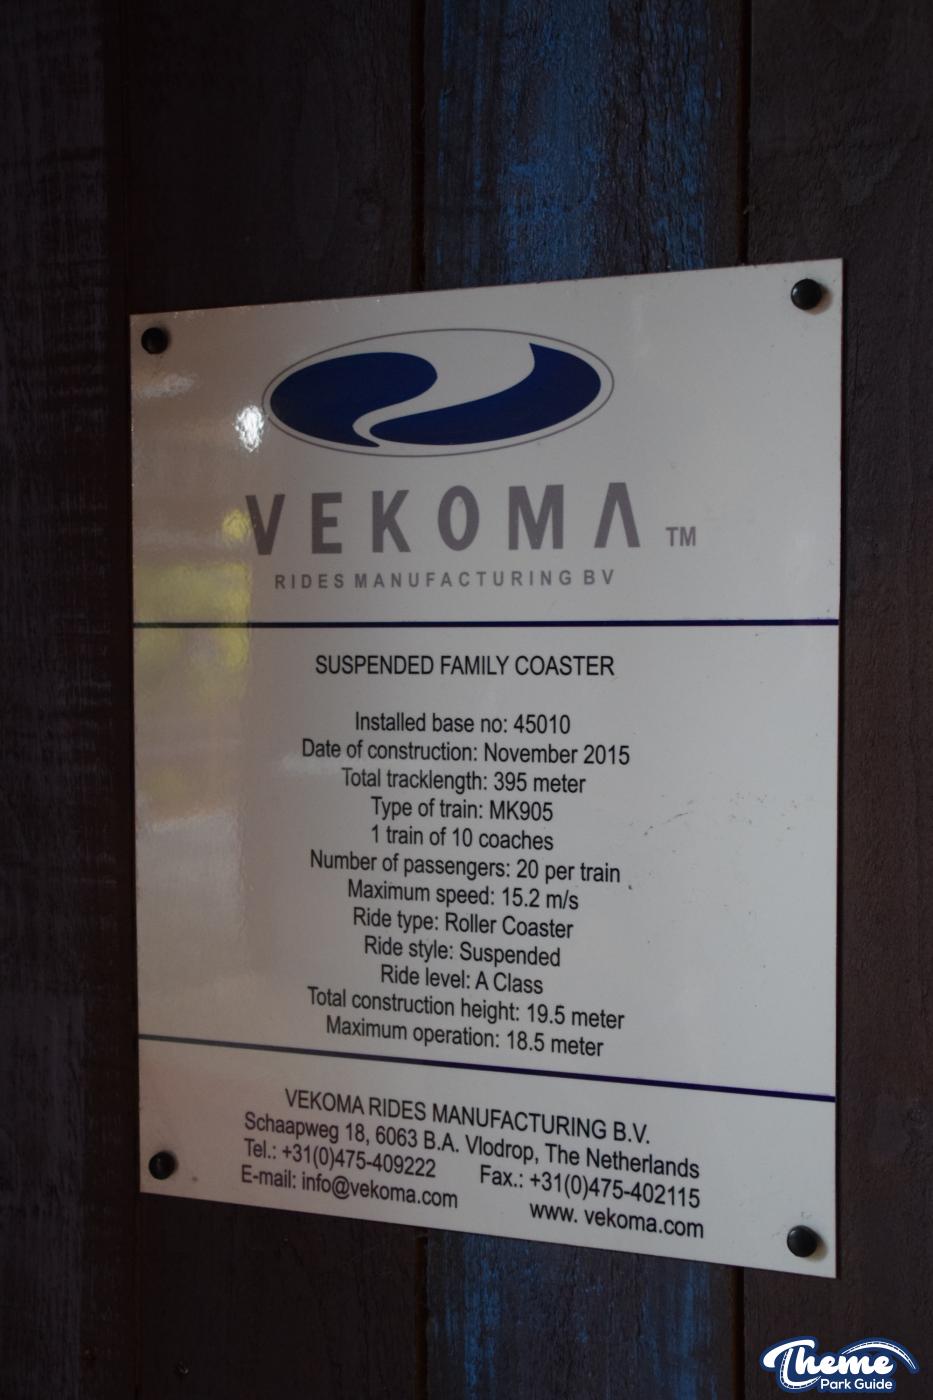 VEKOMA TM
RIDES MANUFACTURING BV
SUSPENDED FAMILY COASTER
Installed base no: 45010
Date of construction: November 2015
Total tracklength: 395 meter
Type of train: MK905
1 train of 10 coaches
Number of passengers: 20 per train
Maximum speed: 15.2 m/s
Ride type: Roller Coaster
Ride style: Suspended
Ride level: A Class
Total construction height: 19.5 meter
Maximum operation: 18.5 meter
VEKOMA RIDES MANUFACTURING B.V.
Schaapweg 18, 6063 B.A. Vlodrop, The Netherlands
Tel.: +31(0)475-409222 Fax.: +31(0)475-402115
E-mail: info@vekoma.com www. vekoma.com
Theme
Park Guide